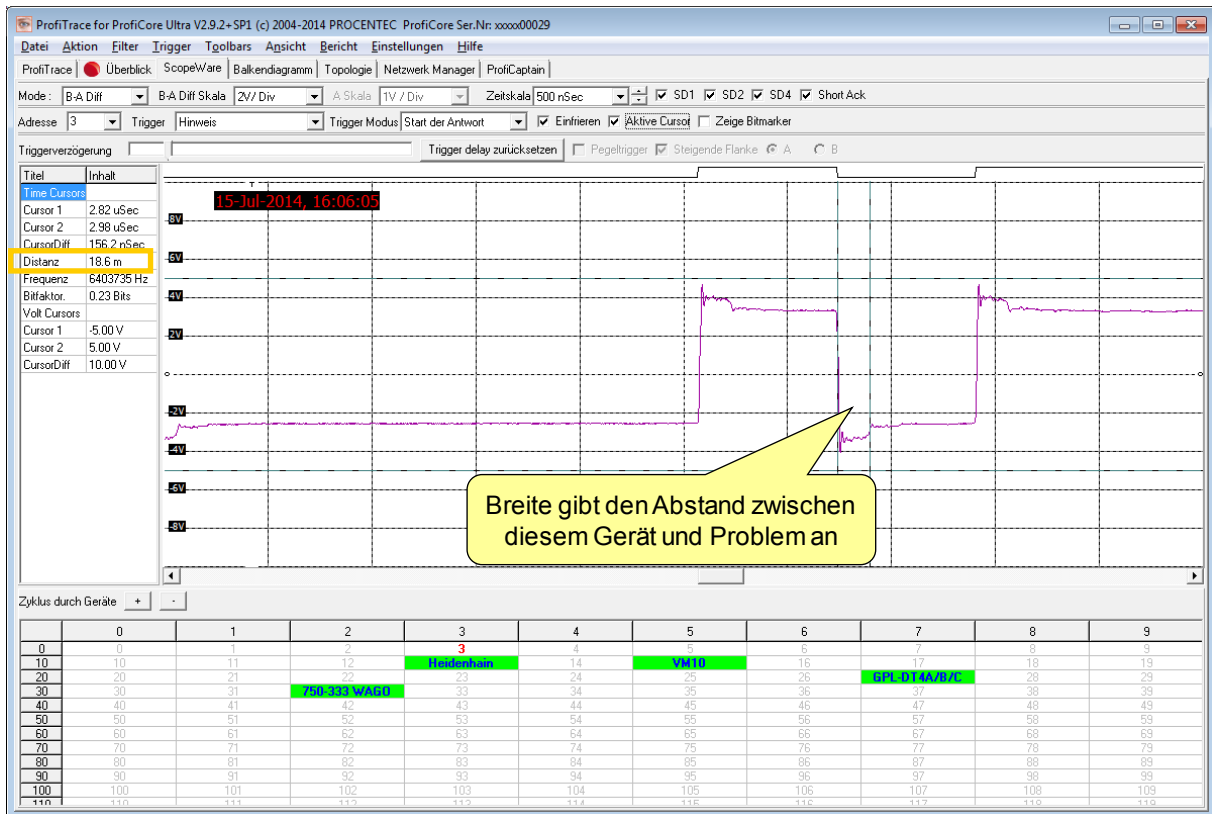 ProfiTrace for ProfiCore Ultra V2.9.2+SP1 (c) 2004-2014 PROCENTEC ProfiCore Ser.Nr: xxxxx00029
Datei Aktion Filter Trigger Toolbars Ansicht Bericht Einstellungen Hilfe
ProfiTrace Überblick ScopeWare Balkendiagramm Topologie Netzwerk Manager ProfiCaptain
Mode : B-A Diff B-A Diff Skala 2V/ Div A Skala 1V / Div Zeitskala 500 nSec SD1 SD2 SD4 Short Ack
Adresse 3 Trigger Hinweis Trigger Modus Start der Antwort Einfrieren Aktive Cursor Zeige Bitmarker
Triggerverzögerung Trigger delay zurücksetzen Pegeltrigger Steigende Flanke A B
Titel Inhalt
Time Cursors
Cursor 1 2.82 uSec
Cursor 2 2.98 uSec
CursorDiff 156.2 nSec
Distanz 18.6 m
Frequenz 6403735 Hz
Bitfaktor. 0.23 Bits
Volt Cursors
Cursor 1 -5.00 V
Cursor 2 5.00 V
CursorDiff 10.00 V
15-Jul-2014, 16:06:05
8V
6V
4V
2V
-2V
-4V
-6V
-8V
Breite gibt den Abstand zwischen
diesem Gerät und Problem an
Zyklus durch Geräte + -
0 1 2 3 4 5 6 7 8 9
0 0 1 2 3 4 5 6 7 8 9
10 10 11 12 Heidenhain 14 VM10 16 17 18 19
20 20 21 22 23 24 25 26 GPL-DT4A/B/C 28 29
30 30 31 750-333 WAGO 33 34 35 36 37 38 39
40 40 41 42 43 44 45 46 47 48 49
50 50 51 52 53 54 55 56 57 58 59
60 60 61 62 63 64 65 66 67 68 69
70 70 71 72 73 74 75 76 77 78 79
80 80 81 82 83 84 85 86 87 88 89
90 90 91 92 93 94 95 96 97 98 99
100 100 101 102 103 104 105 106 107 108 109
110 110 111 112 113 114 115 116 117 118 119